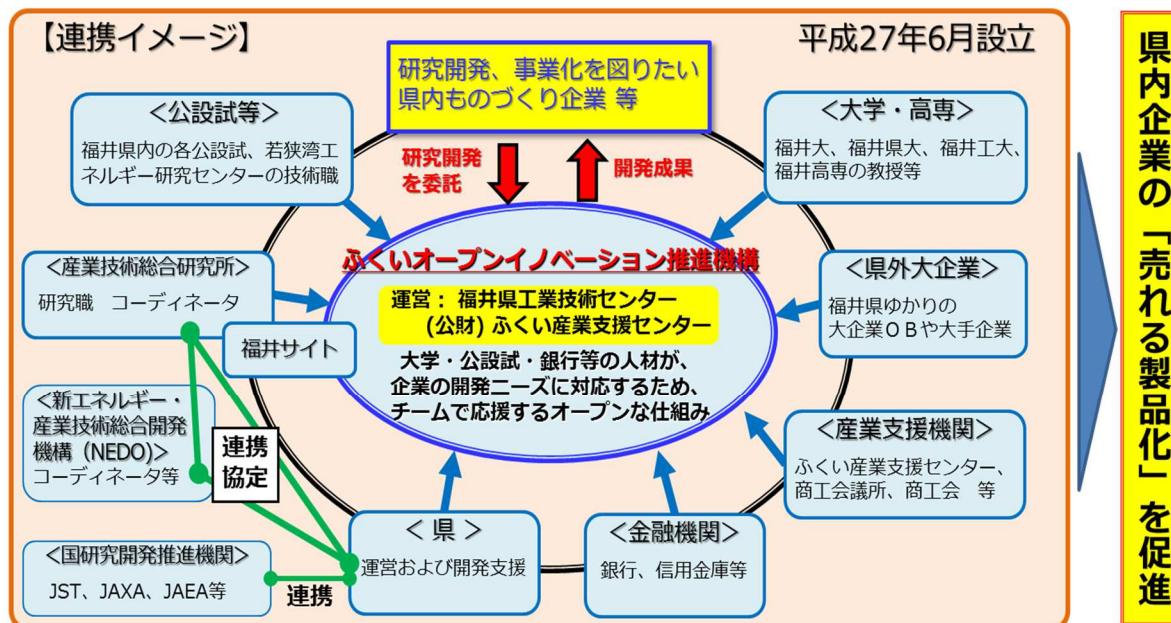 【連携イメージ】
平成27年6月設立
研究開発、事業化を図りたい
県内ものづくり企業 等
<公設試等>
福井県内の各公設試、若狭湾エ
ネルギー研究センターの技術職
研究開発
を委託
開発成果
<大学・高専>
福井大、福井県大、福井工大、
福井高専の教授等
ふくいオープンイノベーション推進機構
運営： 福井県工業技術センター
(公財) ふくい産業支援センター
大学・公設試・銀行等の人材が、
企業の開発ニーズに対応するため、
チームで応援するオープンな仕組み
<産業技術総合研究所>
研究職 コーディネータ
福井サイト
<県外大企業>
福井県ゆかりの
大企業ＯＢや大手企業
<新エネルギー・
産業技術総合開発
機構（NEDO)>
コーディネータ等
連携
協定
<産業支援機関>
ふくい産業支援センター、
商工会議所、商工会 等
<国研究開発推進機関>
JST、JAXA、JAEA等
連携
< 県 >
運営および開発支援
<金融機関>
銀行、信用金庫等
県内企業の「売れる製品化」を促進